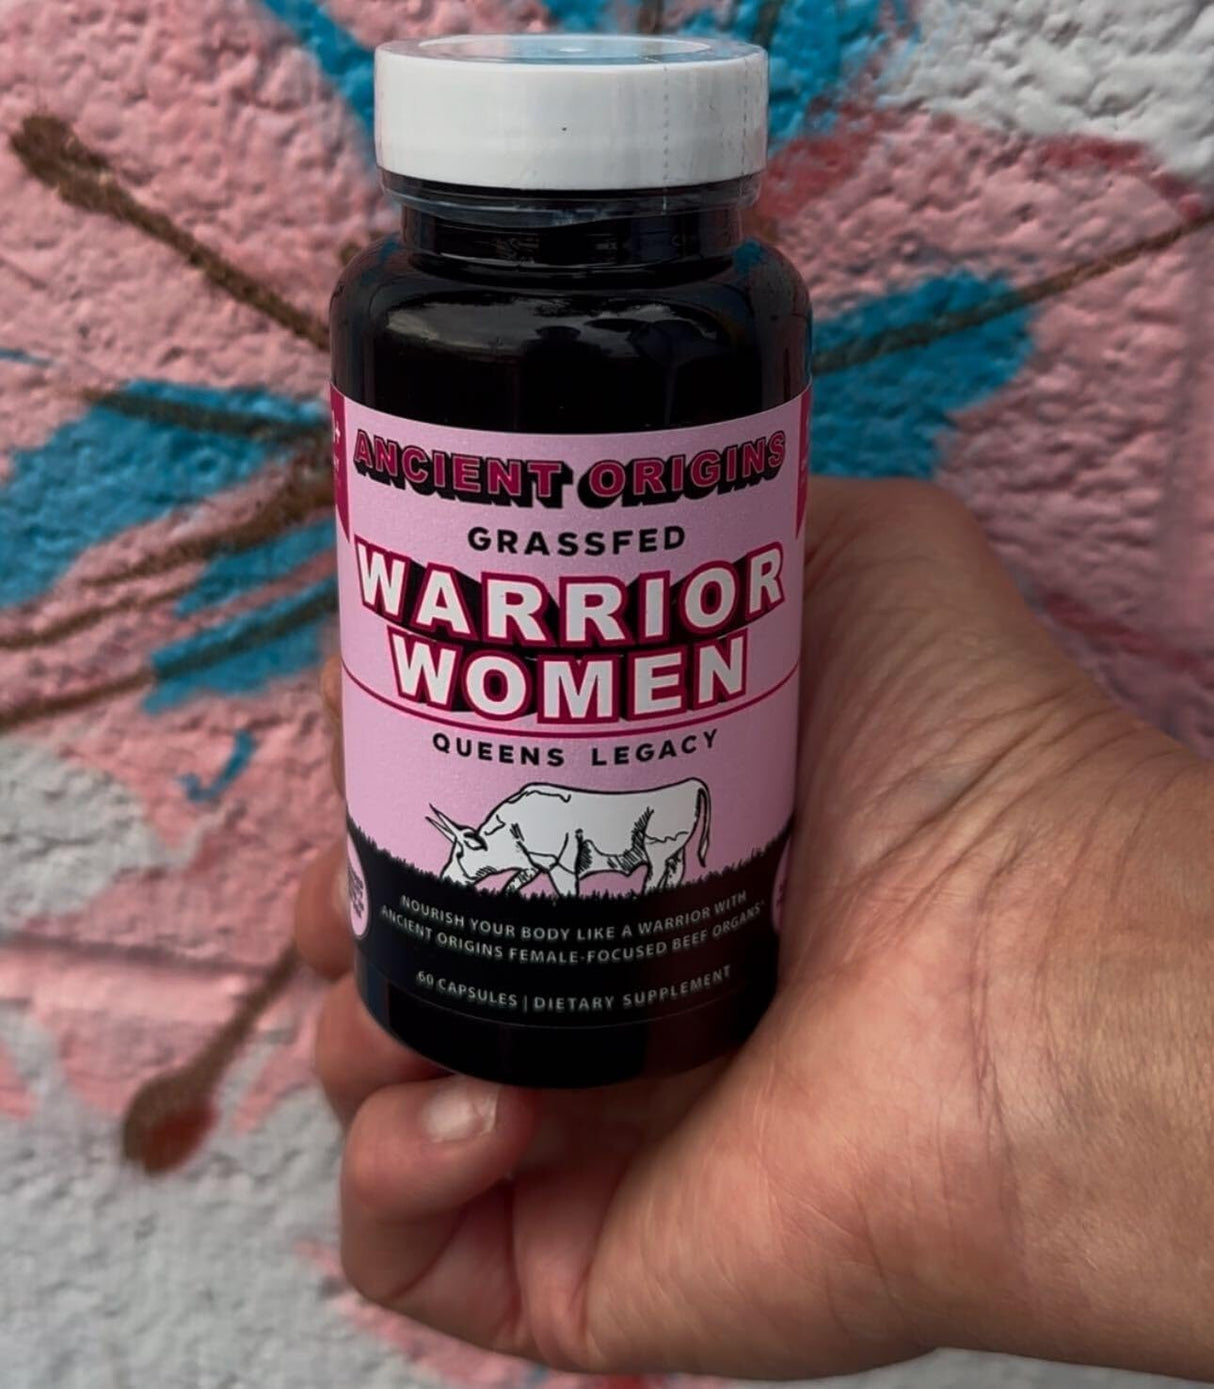 ANCIENT ORIGINS
GRASSFED
WARRIOR
WOMEN
QUEENS LEGACY
NOURISH YOUR BODY LIKE A WARRIOR WITH
ANCIENT ORIGINS FEMALE-FOCUSED BEEF ORGANS*
60 CAPSULES | DIETARY SUPPLEMENT